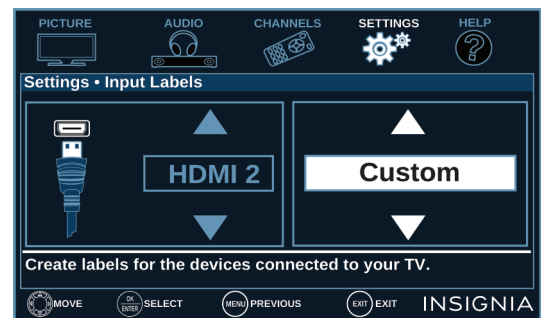 PICTURE AUDIO CHANNELS SETTINGS HELP
Settings • Input Labels
HDMI 2 Custom
Create labels for the devices connected to your TV.
MOVE OK ENTER SELECT MENU PREVIOUS EXIT EXIT INSIGNIA